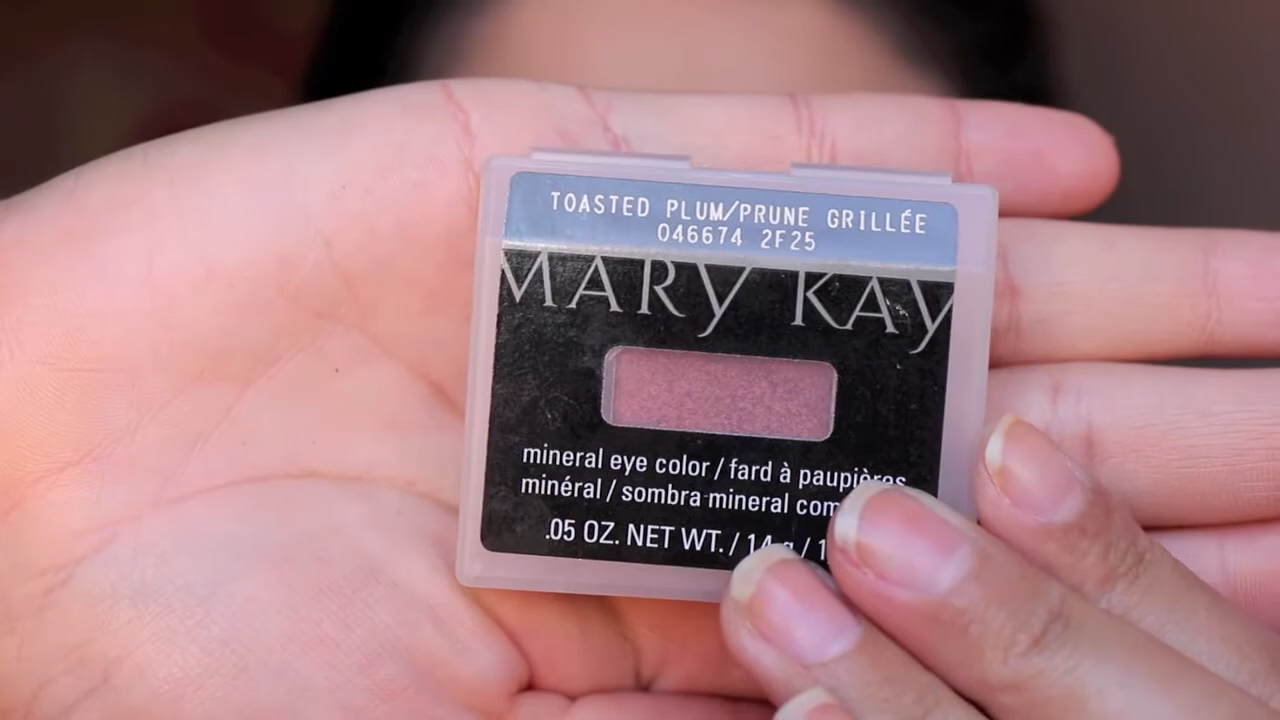 TOASTED PLUM/PRUNE GRILLÉE
046674 2F25
MARY KAY
mineral eye color / fard à paupières
minéral / sombra mineral
.05 OZ. NET WT. / 14 g /